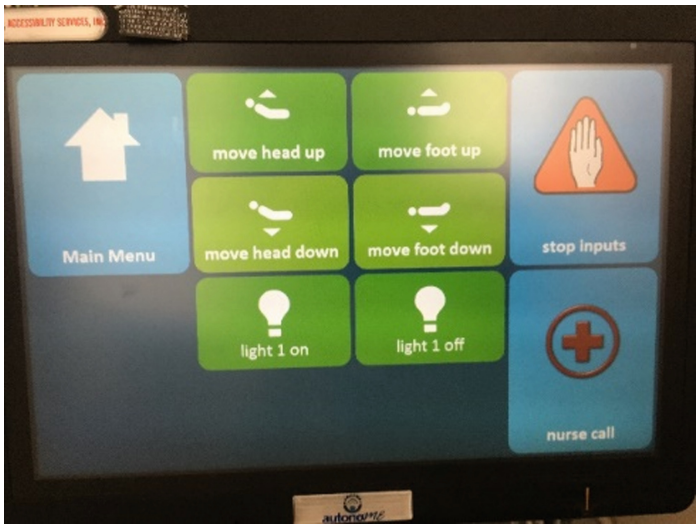 ACCESSIBILITY SERVICES, INC
Main Menu
move head up
move foot up
stop inputs
move head down
move foot down
light 1 on
light 1 off
nurse call
autonoME